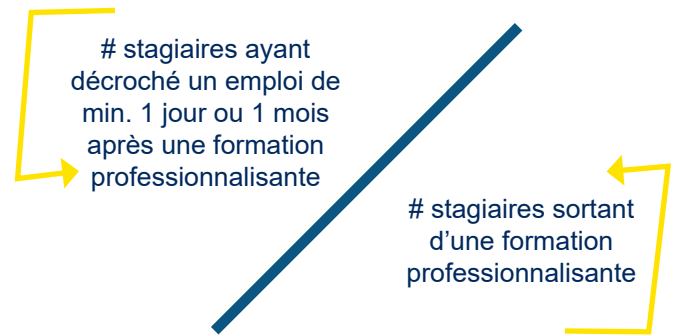 # stagiaires ayant
décroché un emploi de
min. 1 jour ou 1 mois
après une formation
professionnalisante
# stagiaires sortant
d’une formation
professionnalisante